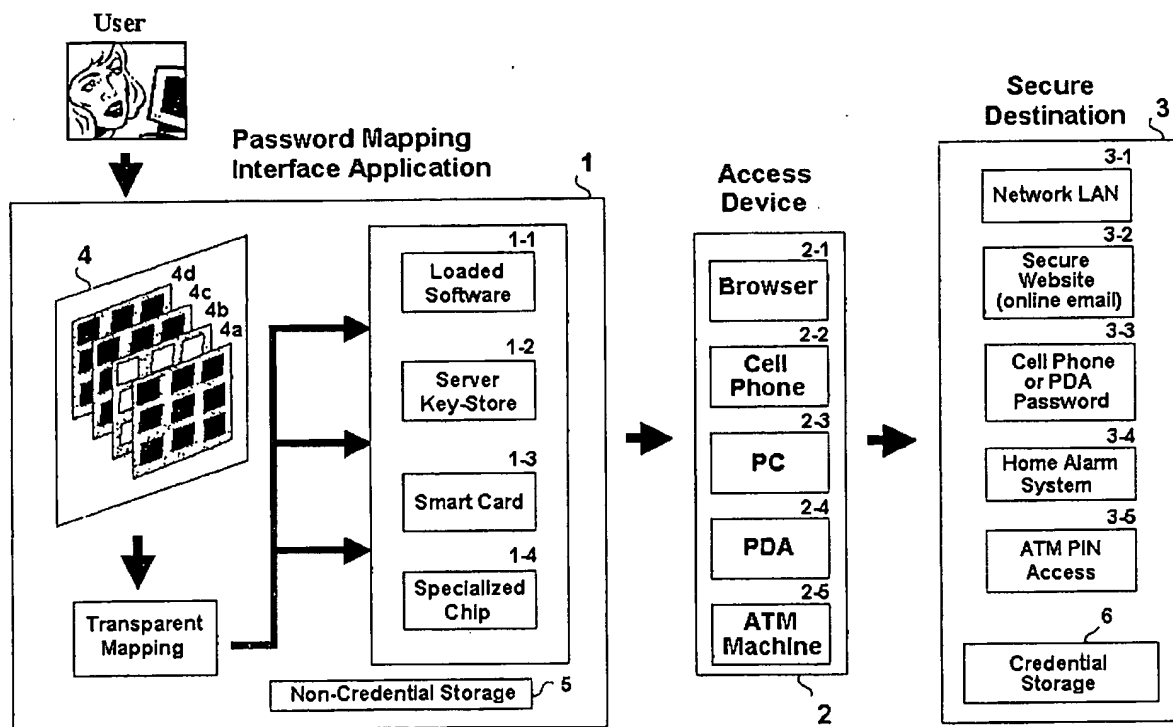 User
Password Mapping
Interface Application
1
4
4d
4c
4b
4a
Transparent
Mapping
1-1
Loaded
Software
1-2
Server
Key-Store
1-3
Smart Card
1-4
Specialized
Chip
Non-Credential Storage
5
Access
Device
2-1
Browser
2-2
Cell
Phone
2-3
PC
2-4
PDA
2-5
ATM
Machine
2
Secure
Destination
3
3-1
Network LAN
3-2
Secure
Website
(online email)
3-3
Cell Phone
or PDA
Password
3-4
Home Alarm
System
3-5
ATM PIN
Access
6
Credential
Storage